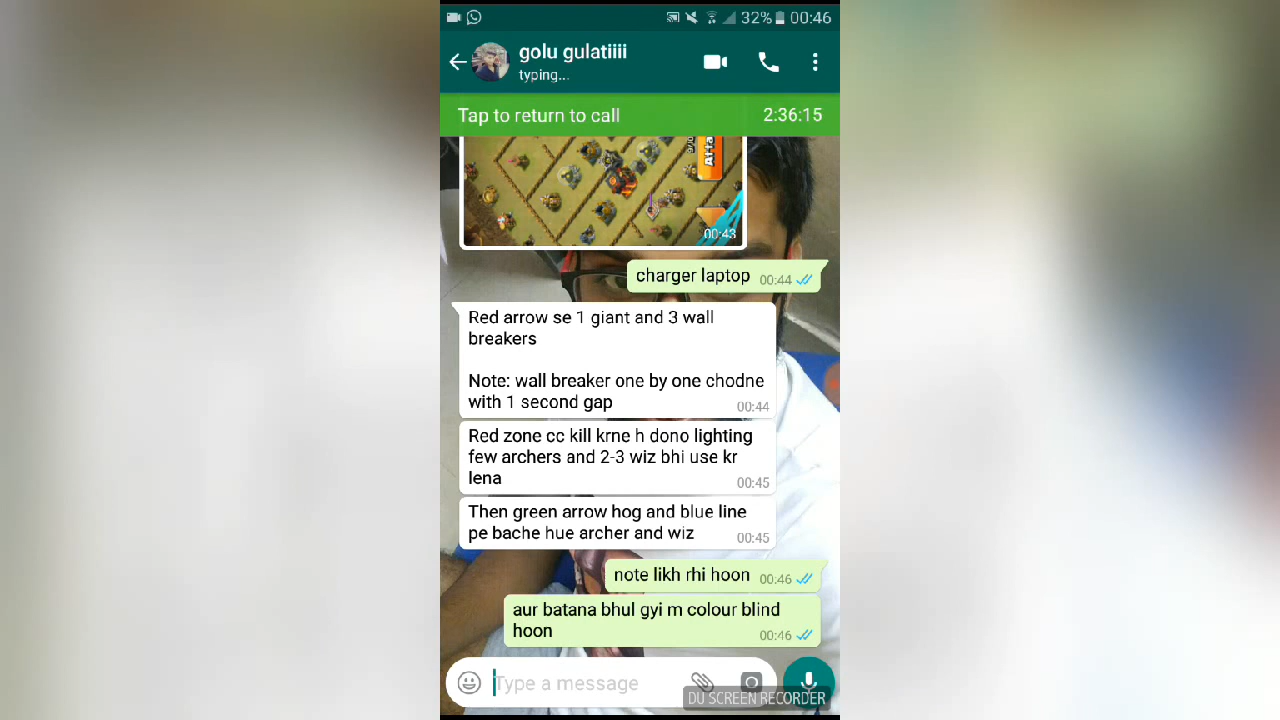 32% 00:46
golu gulatiiii
typing...
Tap to return to call 2:36:15
Atta
00:43
charger laptop 00:44
Red arrow se 1 giant and 3 wall
breakers
Note: wall breaker one by one chodne
with 1 second gap 00:44
Red zone cc kill krne h dono lighting
few archers and 2-3 wiz bhi use kr
lena 00:45
Then green arrow hog and blue line
pe bache hue archer and wiz 00:45
note likh rhi hoon 00:46
aur batana bhul gyi m colour blind
hoon 00:46
Type a message
DU SCREEN RECORDER